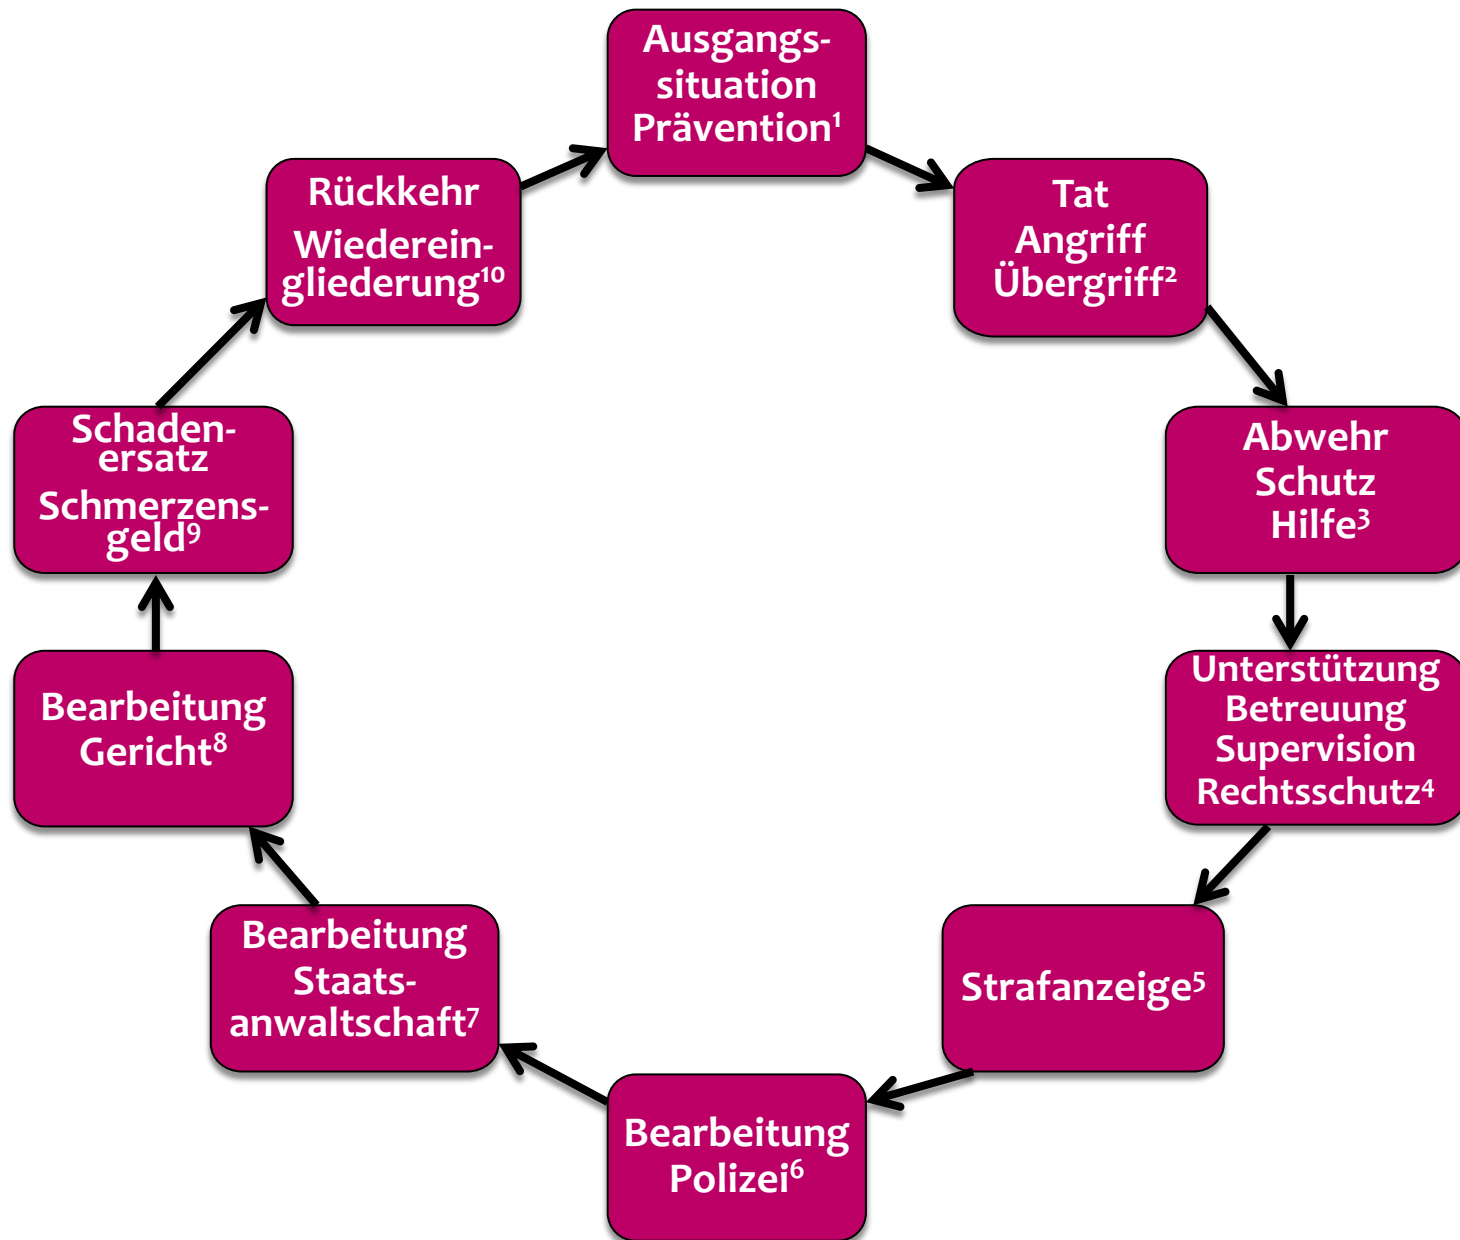 Ausgangs-
situation
Prävention¹
Tat
Angriff
Übergriff²
Abwehr
Schutz
Hilfe³
Unterstützung
Betreuung
Supervision
Rechtsschutz⁴
Strafanzeige⁵
Bearbeitung
Polizei⁶
Bearbeitung
Staats-
anwaltschaft⁷
Bearbeitung
Gericht⁸
Schaden-
ersatz
Schmerzens-
geld⁹
Rückkehr
Wiederein-
gliederung¹⁰